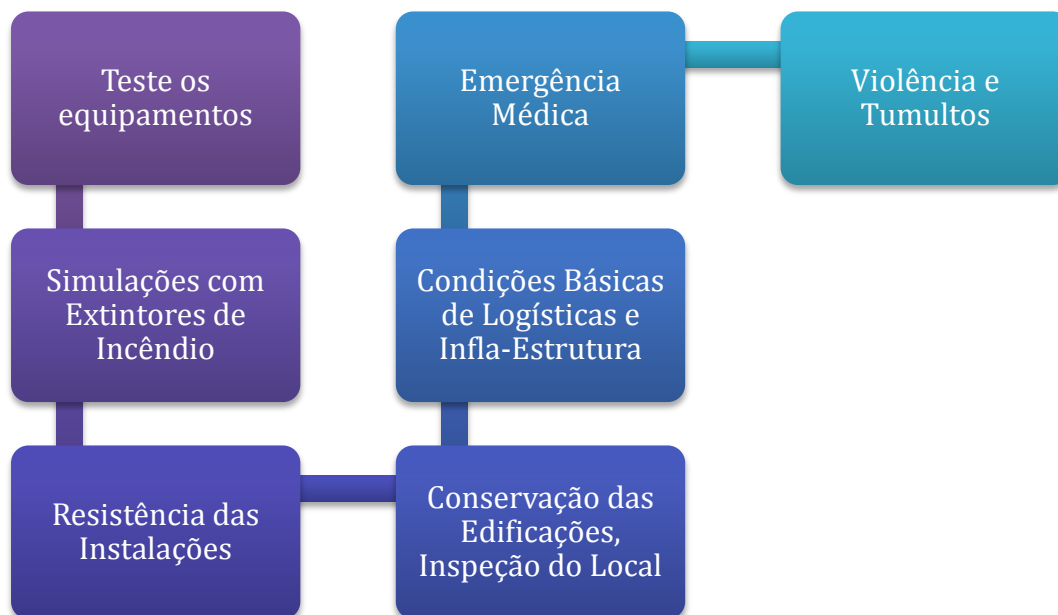 Teste os
equipamentos
Simulações com
Extintores de
Incêndio
Resistência das
Instalações
Conservação das
Edificações,
Inspeção do Local
Condições Básicas
de Logísticas e
Infla-Estrutura
Emergência
Médica
Violência e
Tumultos